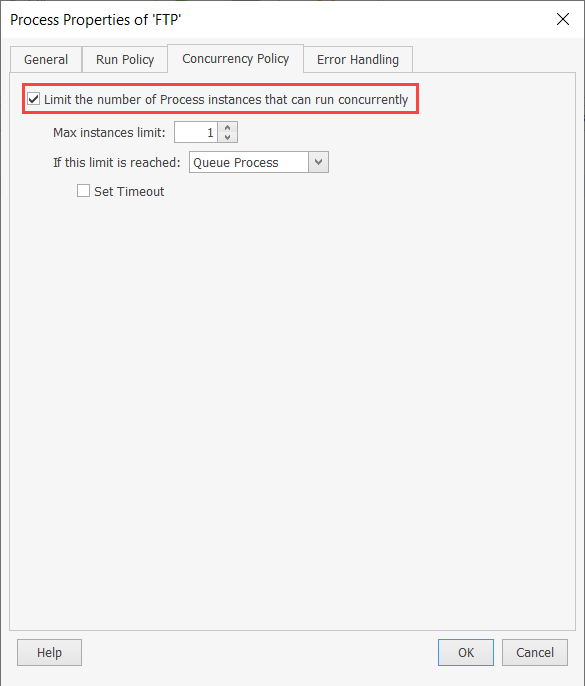 Process Properties of 'FTP'
General Run Policy Concurrency Policy Error Handling
Limit the number of Process instances that can run concurrently
Max instances limit: 1
If this limit is reached: Queue Process
Set Timeout
Help OK Cancel